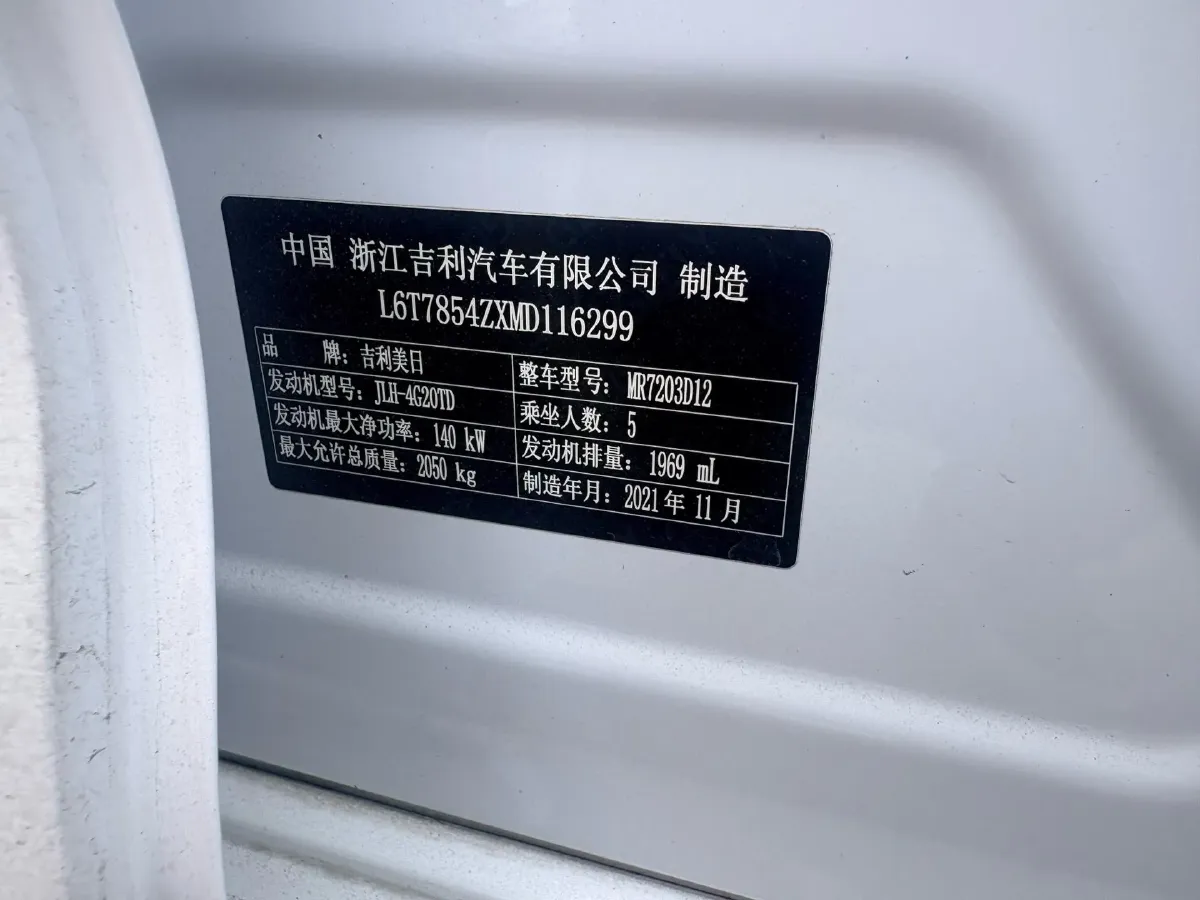 中国 浙江吉利汽车有限公司 制造
L6T7854ZXMD116299
品 牌：吉利美日 整车型号：MR7203D12
发动机型号：JLH-4G20TD 乘坐人数：5
发动机最大净功率：140 kW 发动机排量：1969 mL
最大允许总质量：2050 kg 制造年月：2021年 11 月